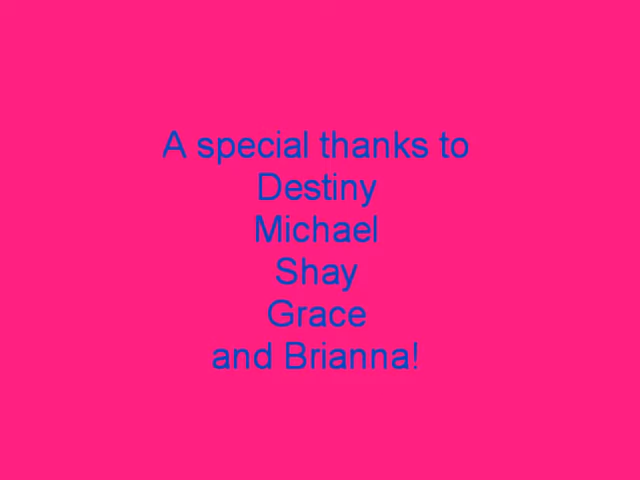 A special thanks to
Destiny
Michael
Shay
Grace
and Brianna!